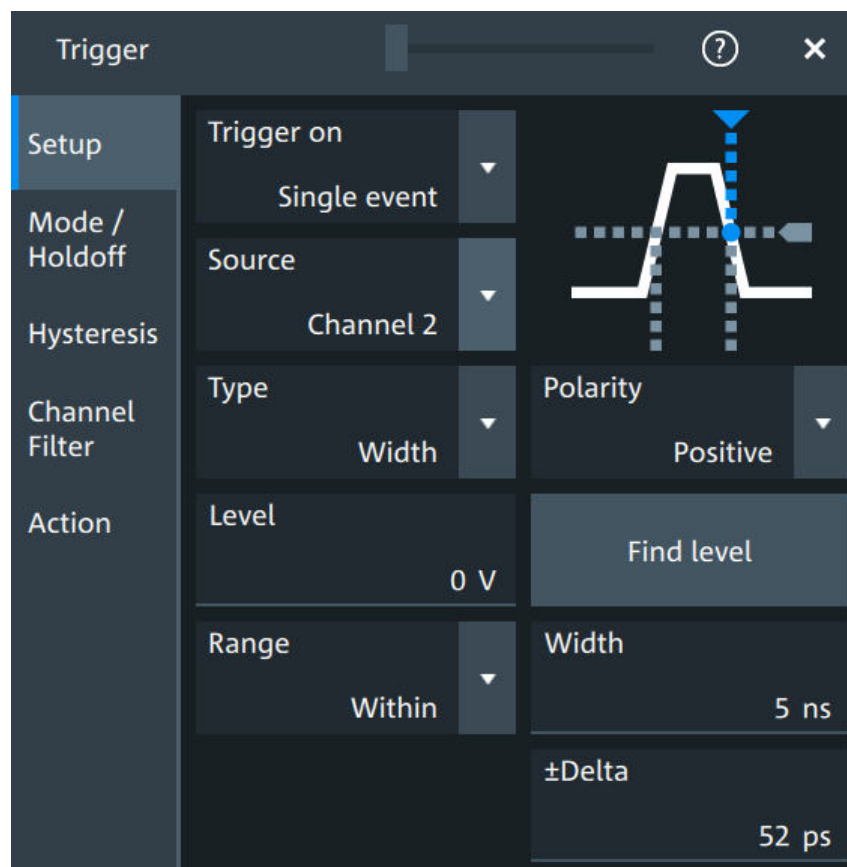 Trigger
?
Setup
Mode /
Holdoff
Hysteresis
Channel
Filter
Action
Trigger on
Single event
Source
Channel 2
Type
Width
Polarity
Positive
Level
0 V
Find level
Range
Within
Width
5 ns
±Delta
52 ps